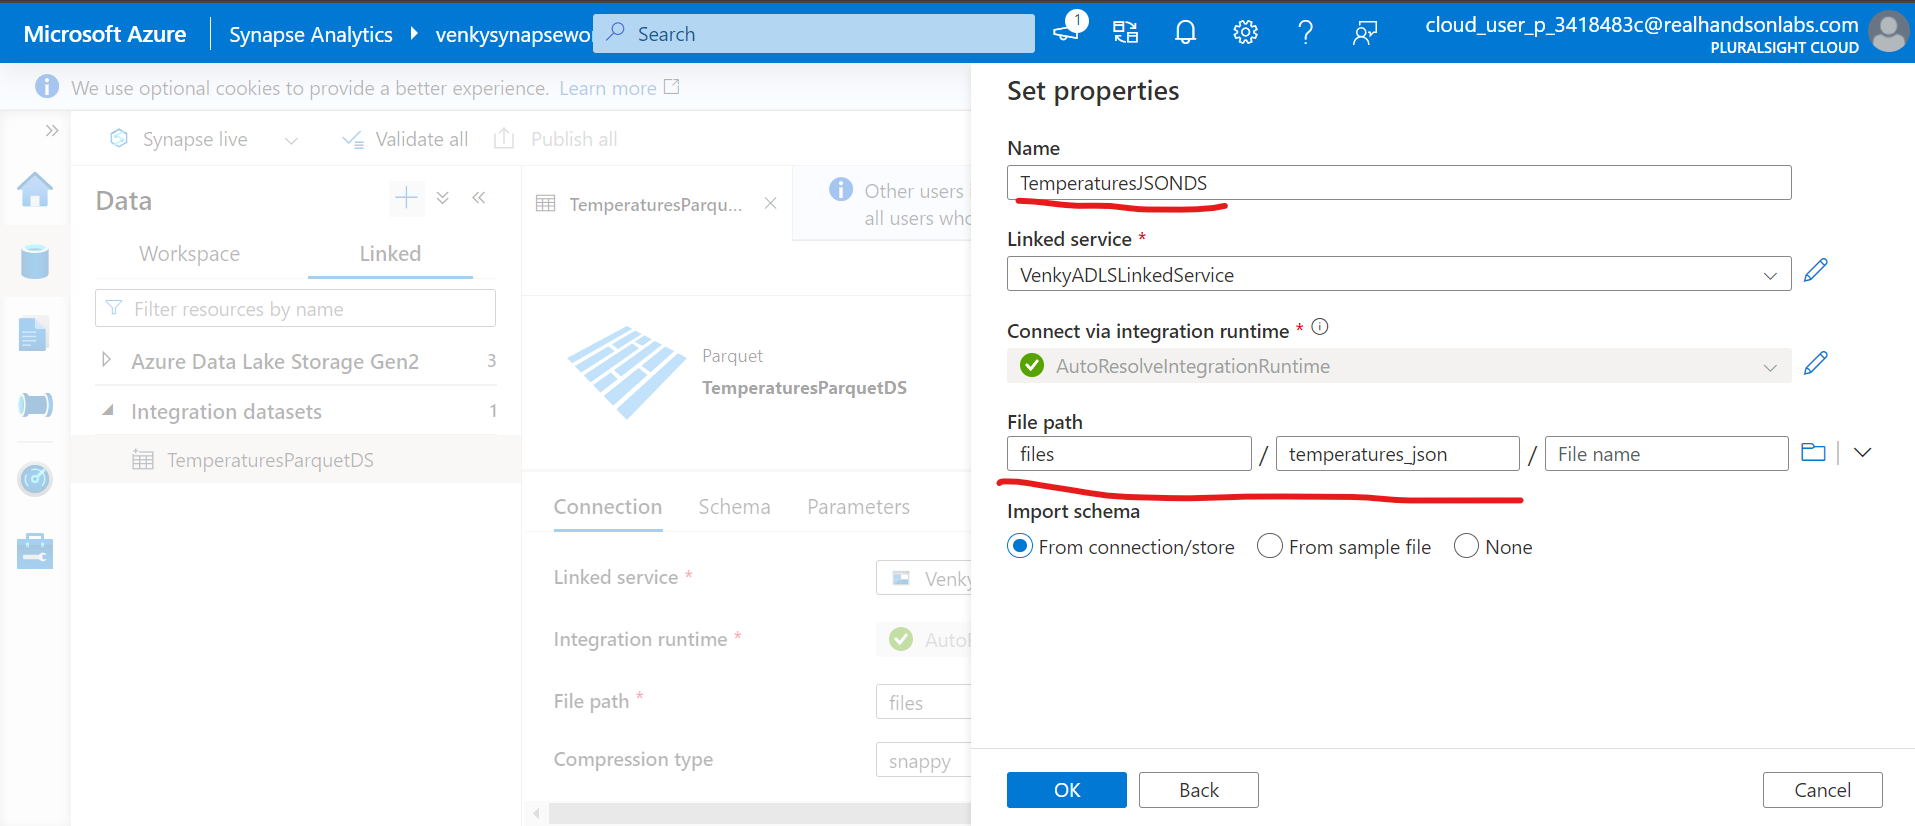 Microsoft Azure
Synapse Analytics
venkysynapsewor
Search
1
cloud_user_p_3418483c@realhandsonlabs.com
PLURALSIGHT CLOUD
We use optional cookies to provide a better experience. Learn more
Synapse live
Validate all
Publish all
Data
Workspace
Linked
Filter resources by name
Azure Data Lake Storage Gen2 3
Integration datasets 1
TemperaturesParquetDS
TemperaturesParqu...
Other users
all users who
Parquet
TemperaturesParquetDS
Connection
Schema
Parameters
Linked service *
Venky
Integration runtime *
AutoR
File path *
files
Compression type
snappy
Set properties
Name
TemperaturesJSONDS
Linked service *
VenkyADLSLinkedService
Connect via integration runtime *
AutoResolveIntegrationRuntime
File path
files / temperatures_json / File name
Import schema
From connection/store
From sample file
None
OK
Back
Cancel